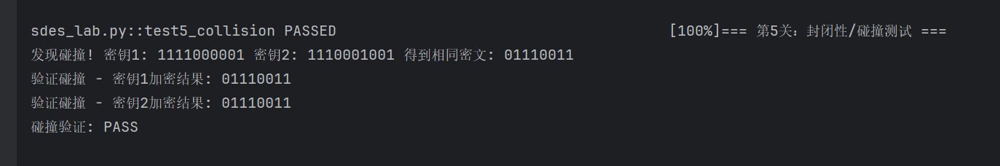 sdes_lab.py::test5_collision PASSED [100%]=== 第5关：封闭性/碰撞测试 ===
发现碰撞! 密钥1: 1111000001 密钥2: 1110001001 得到相同密文: 01110011
验证碰撞 - 密钥1加密结果: 01110011
验证碰撞 - 密钥2加密结果: 01110011
碰撞验证: PASS